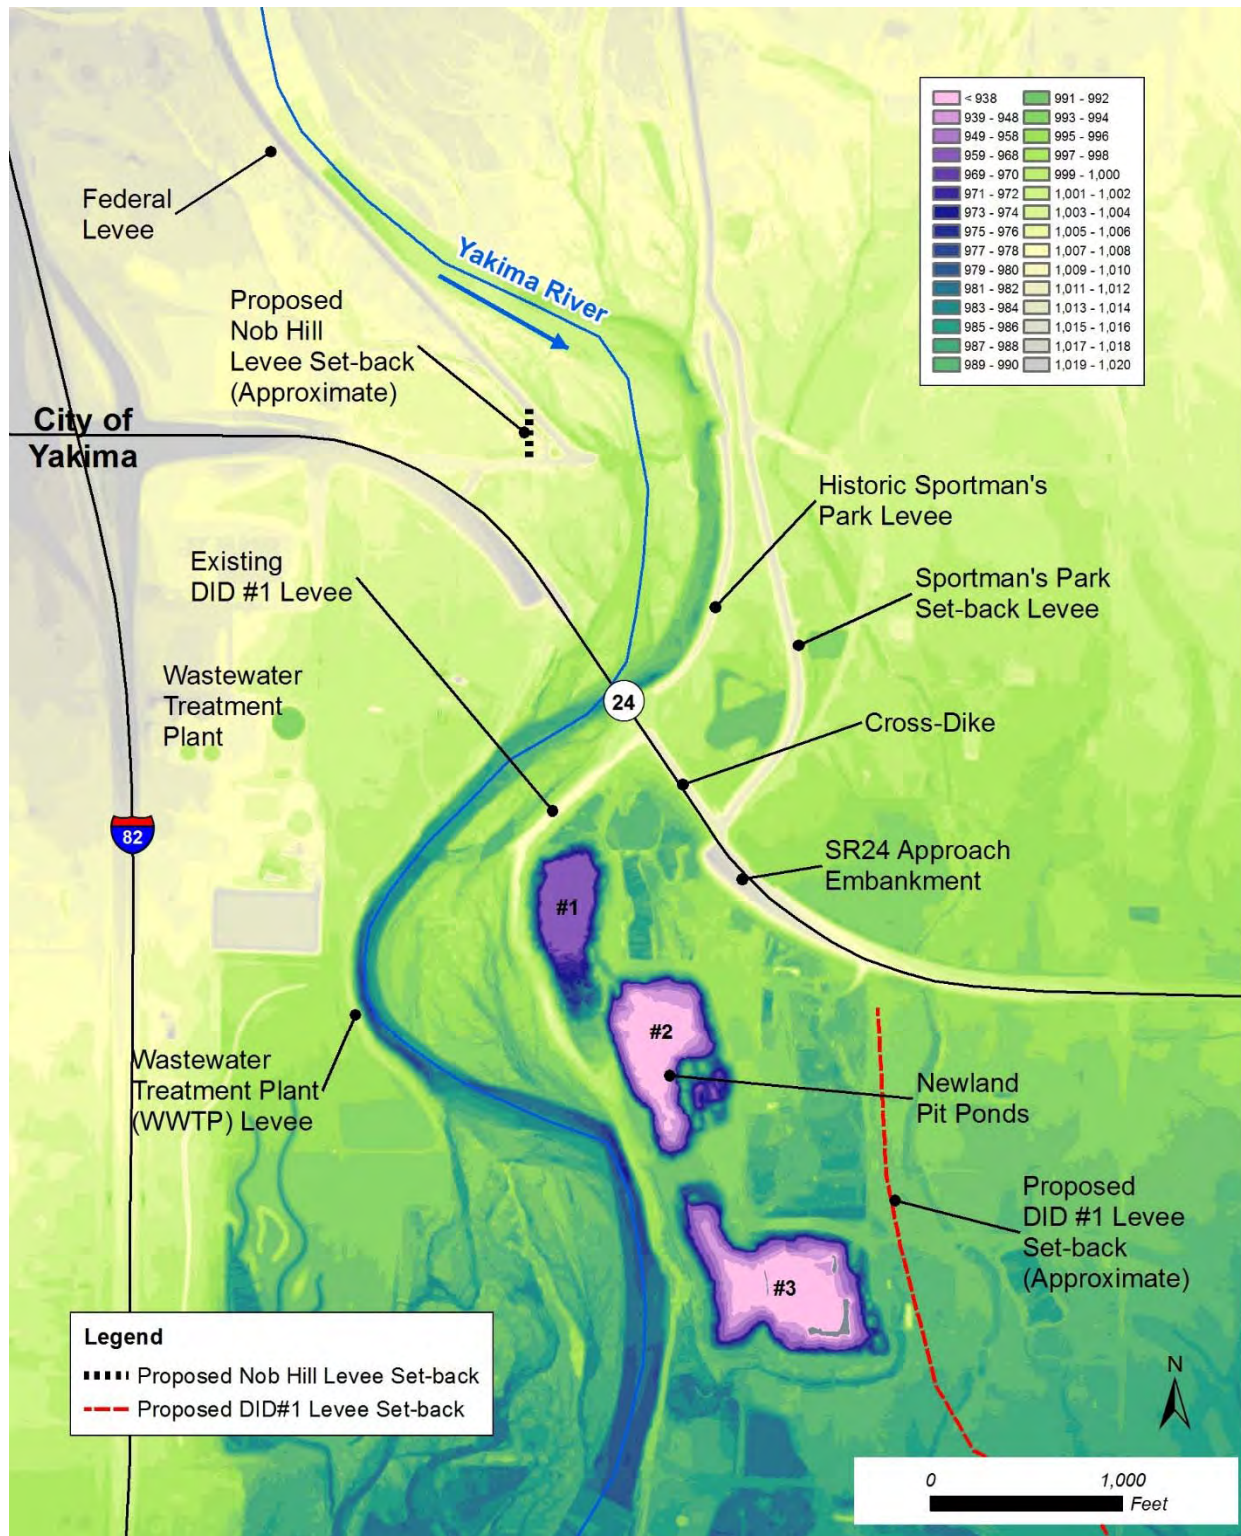 < 938
939 - 948
949 - 958
959 - 968
969 - 970
971 - 972
973 - 974
975 - 976
977 - 978
979 - 980
981 - 982
983 - 984
985 - 986
987 - 988
989 - 990
991 - 992
993 - 994
995 - 996
997 - 998
999 - 1,000
1,001 - 1,002
1,003 - 1,004
1,005 - 1,006
1,007 - 1,008
1,009 - 1,010
1,011 - 1,012
1,013 - 1,014
1,015 - 1,016
1,017 - 1,018
1,019 - 1,020
Federal
Levee
Yakima River
Proposed
Nob Hill
Levee Set-back
(Approximate)
City of
Yakima
Historic Sportman's
Park Levee
Existing
DID #1 Levee
Sportman's Park
Set-back Levee
Wastewater
Treatment
Plant
24
Cross-Dike
82
SR24 Approach
Embankment
#1
#2
Wastewater
Treatment Plant
(WWTP) Levee
Newland
Pit Ponds
Proposed
DID #1 Levee
Set-back
(Approximate)
#3
Legend
Proposed Nob Hill Levee Set-back
Proposed DID#1 Levee Set-back
N
0 1,000
Feet